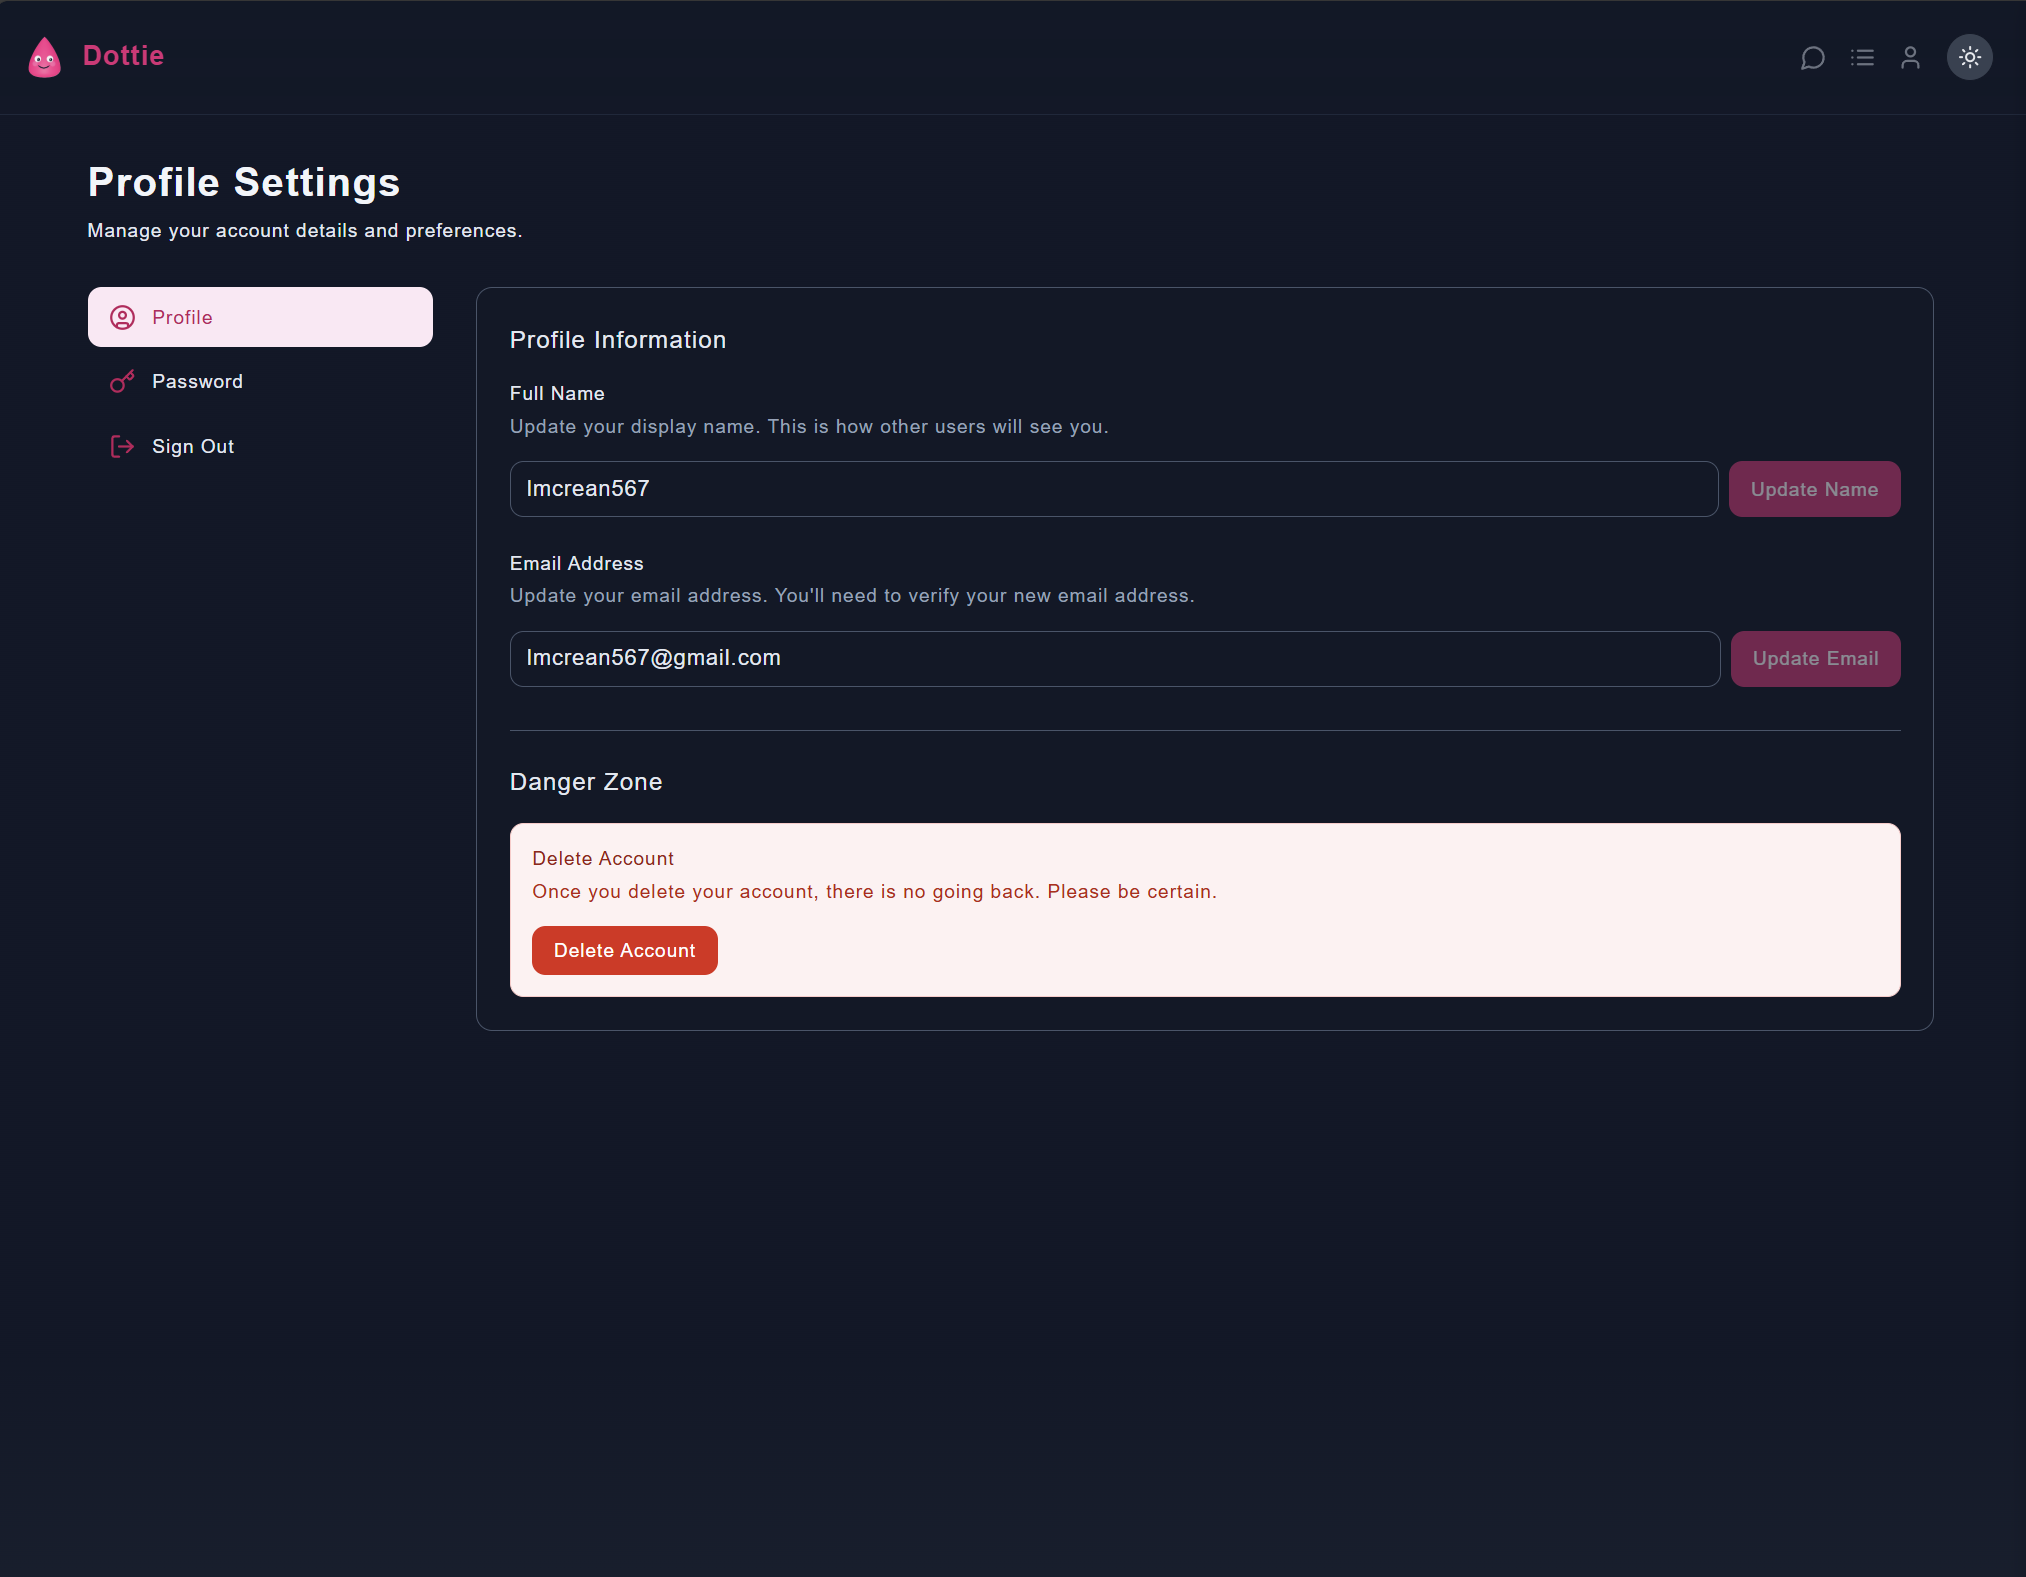 Dottie
Profile Settings
Manage your account details and preferences.
Profile
Password
Sign Out
Profile Information
Full Name
Update your display name. This is how other users will see you.
lmcrean567
Update Name
Email Address
Update your email address. You'll need to verify your new email address.
lmcrean567@gmail.com
Update Email
Danger Zone
Delete Account
Once you delete your account, there is no going back. Please be certain.
Delete Account